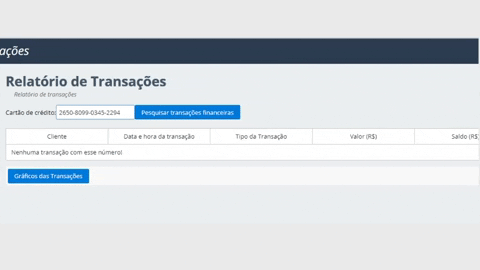 ações
Relatório de Transações
Relatório de transações
Cartão de crédito: 2650-8099-0345-2294 Pesquisar transações financeiras
Cliente Data e hora da transação Tipo da Transação Valor (R$) Saldo (R$)
Nenhuma transação com esse número!
Gráficos das Transações